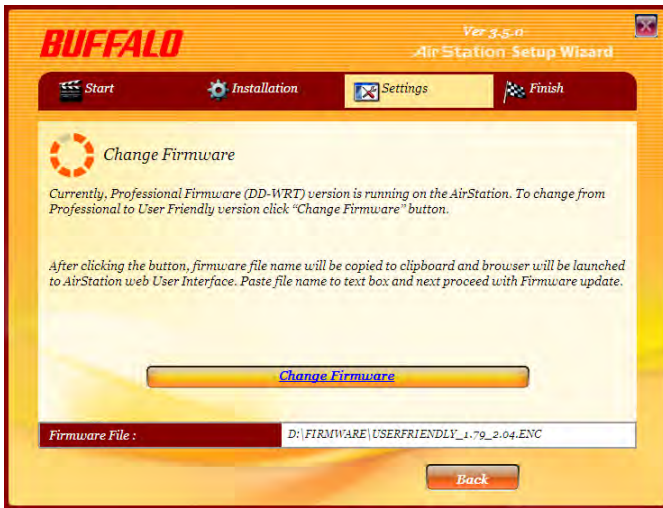 BUFFALO
Ver 3.5.0
AirStation Setup Wizard
Start
Installation
Settings
Finish
Change Firmware
Currently, Professional Firmware (DD-WRT) version is running on the AirStation. To change from
Professional to User Friendly version click “Change Firmware” button.
After clicking the button, firmware file name will be copied to clipboard and browser will be launched
to AirStation web User Interface. Paste file name to text box and next proceed with Firmware update.
Change Firmware
Firmware File :
D:\FIRMWARE\USERFRIENDLY_1.79_2.04.ENC
Back